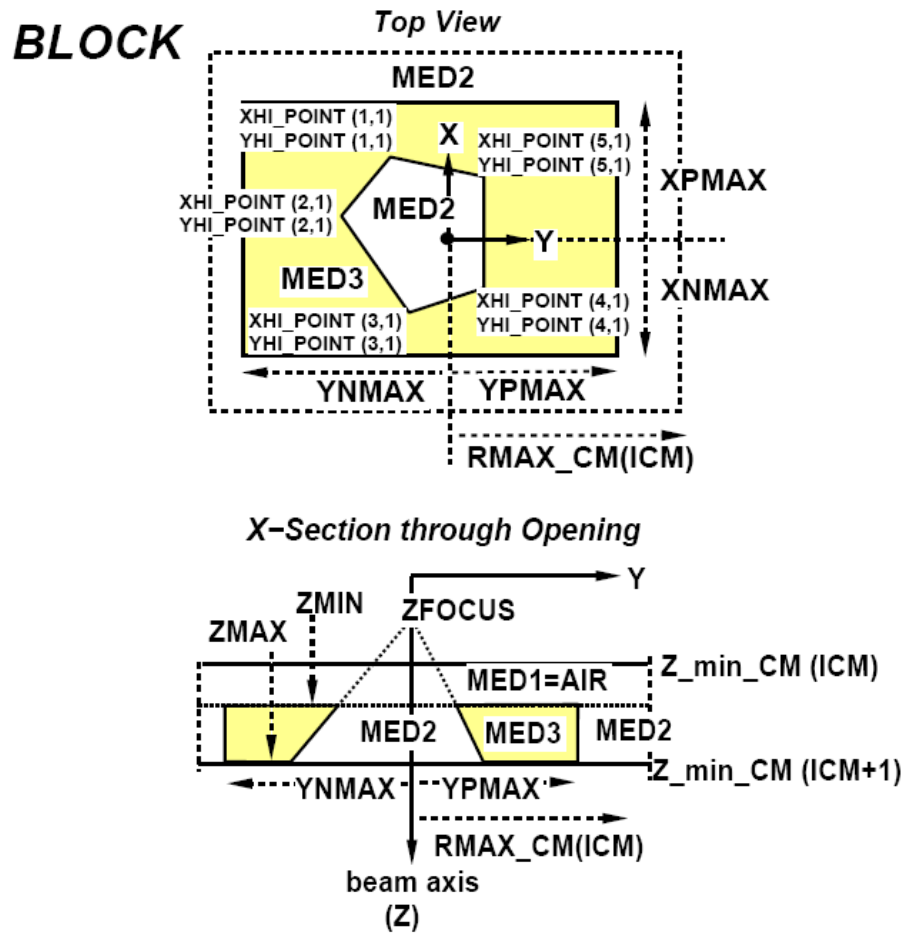 BLOCK
Top View
MED2
XHI_POINT (1,1)
YHI_POINT (1,1)
X
XHI_POINT (5,1)
YHI_POINT (5,1)
XPMAX
XHI_POINT (2,1)
YHI_POINT (2,1)
MED2
Y
MED3
XNMAX
XHI_POINT (3,1)
YHI_POINT (3,1)
XHI_POINT (4,1)
YHI_POINT (4,1)
YNMAX
YPMAX
RMAX_CM(ICM)
X−Section through Opening
Y
ZMIN
ZFOCUS
ZMAX
Z_min_CM (ICM)
MED1=AIR
MED2
MED3
MED2
Z_min_CM (ICM+1)
YNMAX
YPMAX
RMAX_CM(ICM)
beam axis
(Z)